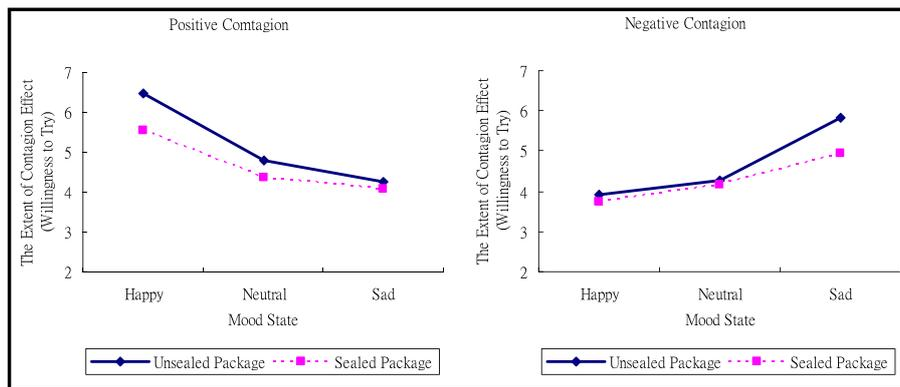 Positive Comtagion
The Extent of Contagion Effect
(Willingness to Try)
7
6
5
4
3
2
Happy Neutral Sad
Mood State
Unsealed Package Sealed Package
Negative Contagion
The Extent of Contagion Effect
(Willingness to Try)
7
6
5
4
3
2
Happy Neutral Sad
Mood State
Unsealed Package Sealed Package